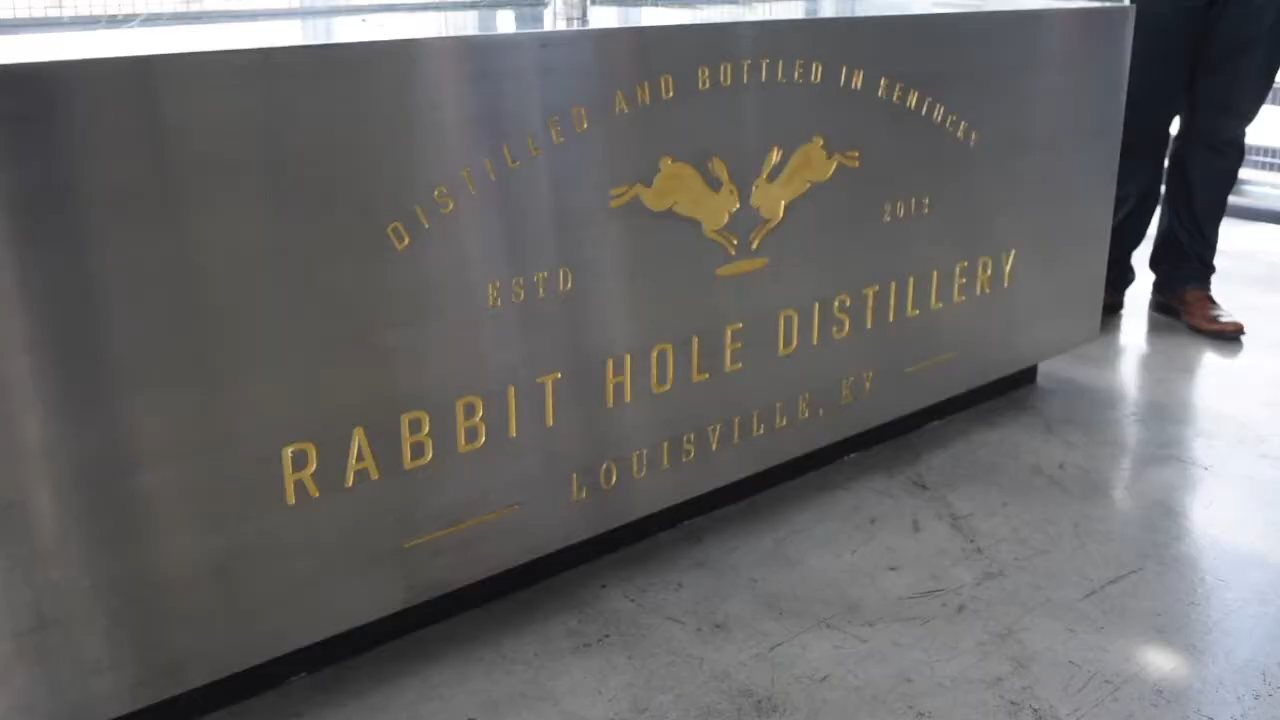 DISTILLED AND BOTTLED IN KENTUCKY
ESTD 2012
RABBIT HOLE DISTILLERY
LOUISVILLE, KY